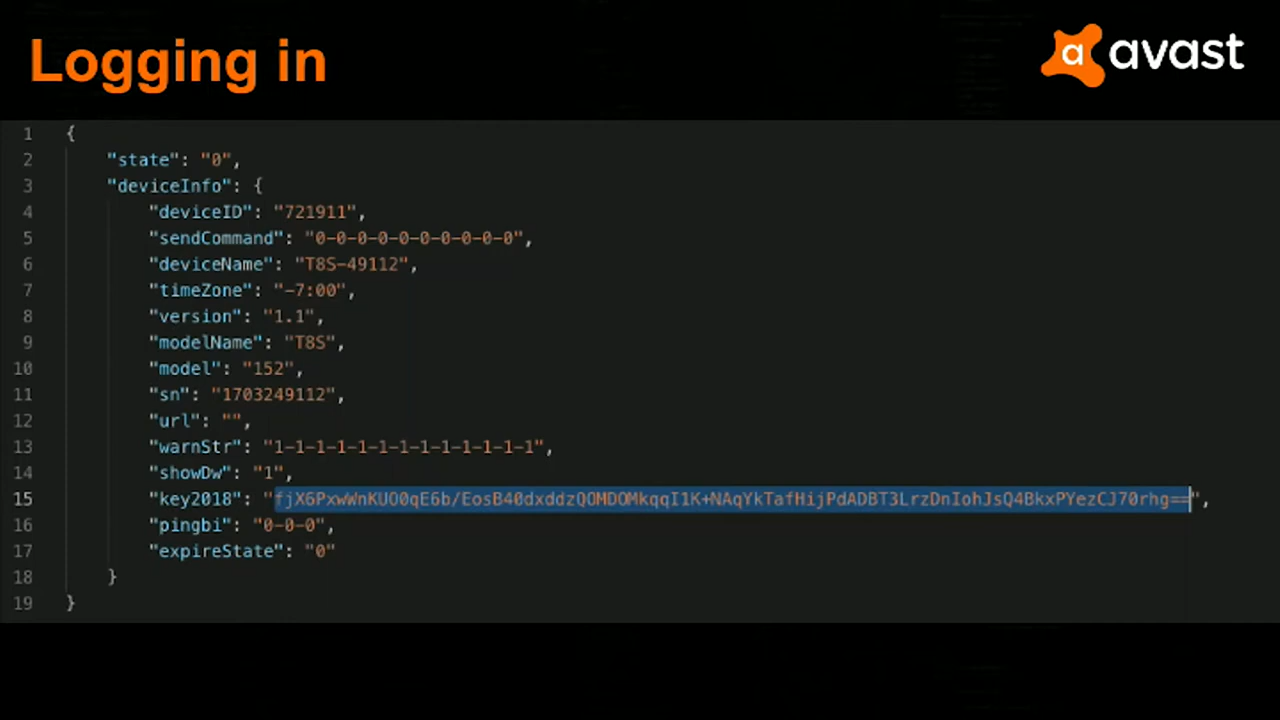 Logging in
avast
1 {
2 "state": "0",
3 "deviceInfo": {
4 "deviceID": "721911",
5 "sendCommand": "0-0-0-0-0-0-0-0-0-0",
6 "deviceName": "T8S-49112",
7 "timeZone": "-7:00",
8 "version": "1.1",
9 "modelName": "T8S",
10 "model": "152",
11 "sn": "1703249112",
12 "url": "",
13 "warnStr": "1-1-1-1-1-1-1-1-1-1-1-1-1",
14 "showDw": "1",
15 "key2018": "fjX6PxwWnKUO0qE6b/EosB40dxddzQOMDOMkqqI1K+NAqYkTafHijPdADBT3LrzDnIohJsQ4BkxPYezCJ70rhg==",
16 "pingbi": "0-0-0",
17 "expireState": "0"
18 }
19 }